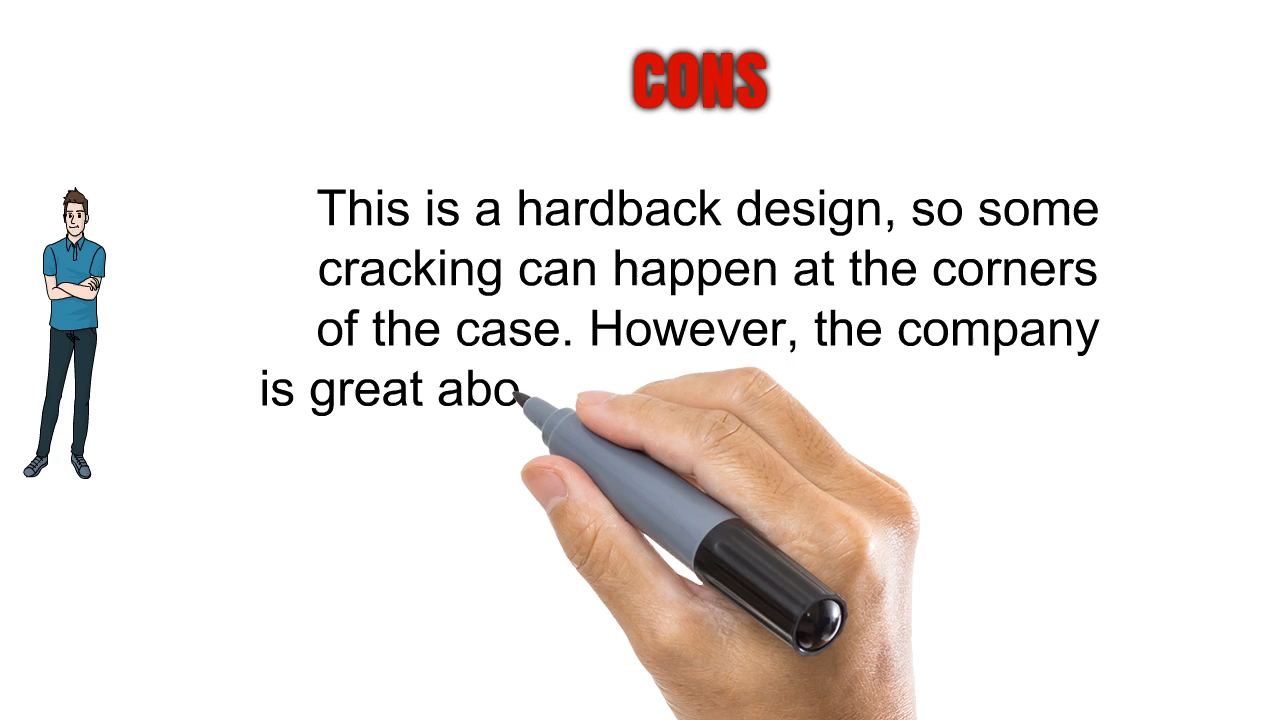 CONS
This is a hardback design, so some
cracking can happen at the corners
of the case. However, the company
is great abo